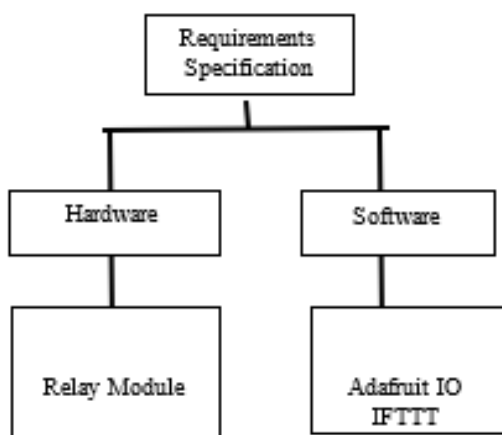 Requirements
Specification
Hardware
Software
Relay Module
Adafruit IO
IFTTT